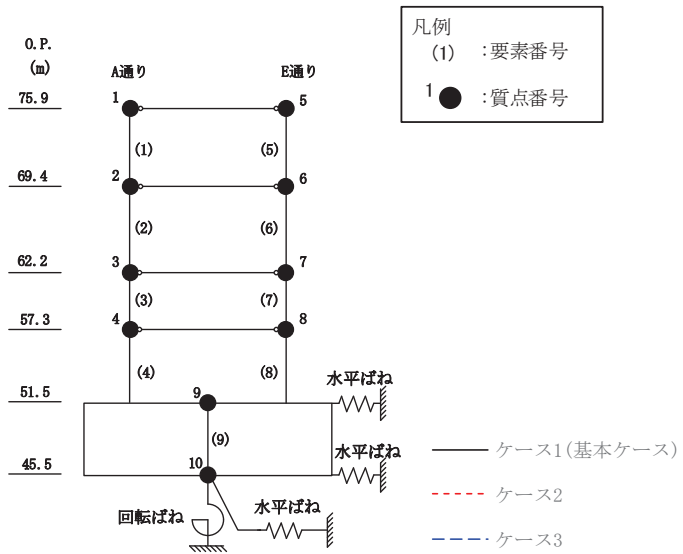 凡例
(1) :要素番号
1 :質点番号
O.P.
(m)
A通り E通り
75.9 1 5
(1) (5)
69.4 2 6
(2) (6)
62.2 3 7
(3) (7)
57.3 4 8
(4) (8)
水平ばね
51.5 9
(9)
水平ばね
45.5 10
水平ばね
回転ばね
ケース1(基本ケース)
ケース2
ケース3